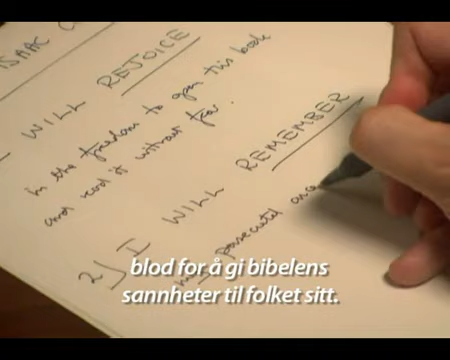 ISAAC
I WILL REJOICE
in the freedom to open this book
and read it without fear.
2) I WILL REMEMBER
my persecuted
blod for å gi bibelens
sannheter til folket sitt.